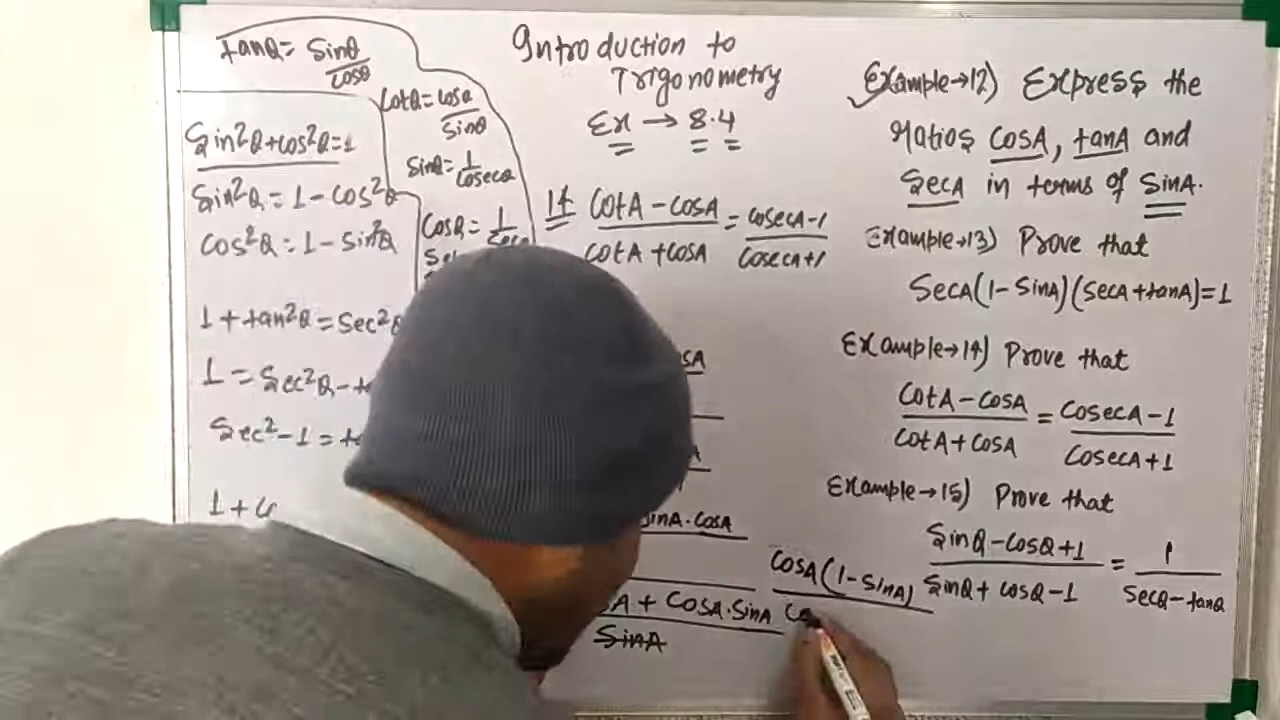 tanθ = sinθ
cosθ
cotθ = cosθ
sinθ
sin²θ + cos²θ = 1
sinθ = 1
cosecθ
sin²θ = 1 - cos²θ
cosθ = 1
cos²θ = 1 - sin²θ
1 + tan²θ = sec²θ
1 = sec²θ -
sec² - 1 =
1 +
Introduction to
Trigonometry
Ex → 8.4
14 cotA - cosA = cosecA - 1
cotA + cosA cosecA + 1
sinA · cosA
cosA(1 - sinA)
A + cosA · sinA
sinA
Example → 12) Express the
ratios cosA, tanA and
secA in terms of sinA.
Example → 13) Prove that
secA(1 - sinA)(secA + tanA) = 1
Example → 14) Prove that
cotA - cosA = cosecA - 1
cotA + cosA cosecA + 1
Example → 15) Prove that
sinθ - cosθ + 1 = 1
sinθ + cosθ - 1 secθ - tanθ